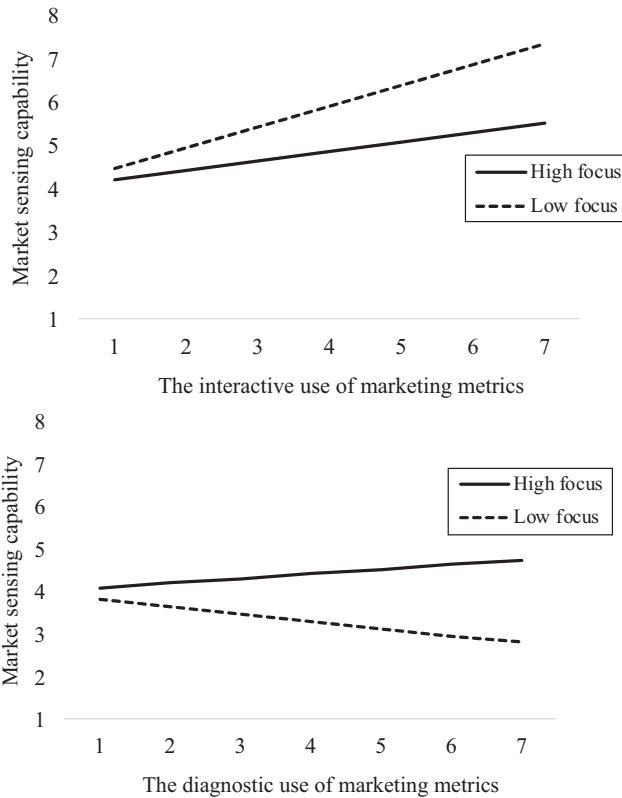 8
7
6
5
4
3
2
1
Market sensing capability
High focus
Low focus
1 2 3 4 5 6 7
The interactive use of marketing metrics
8
7
6
5
4
3
2
1
Market sensing capability
High focus
Low focus
1 2 3 4 5 6 7
The diagnostic use of marketing metrics